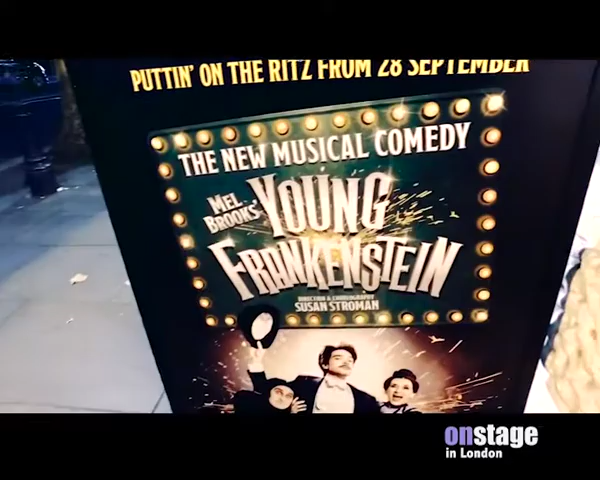 PUTTIN' ON THE RITZ FROM 28 SEPTEMBER
THE NEW MUSICAL COMEDY
MEL
BROOKS'
YOUNG
FRANKENSTEIN
DIRECTION & CHOREOGRAPHY
SUSAN STROMAN
onstage
in London